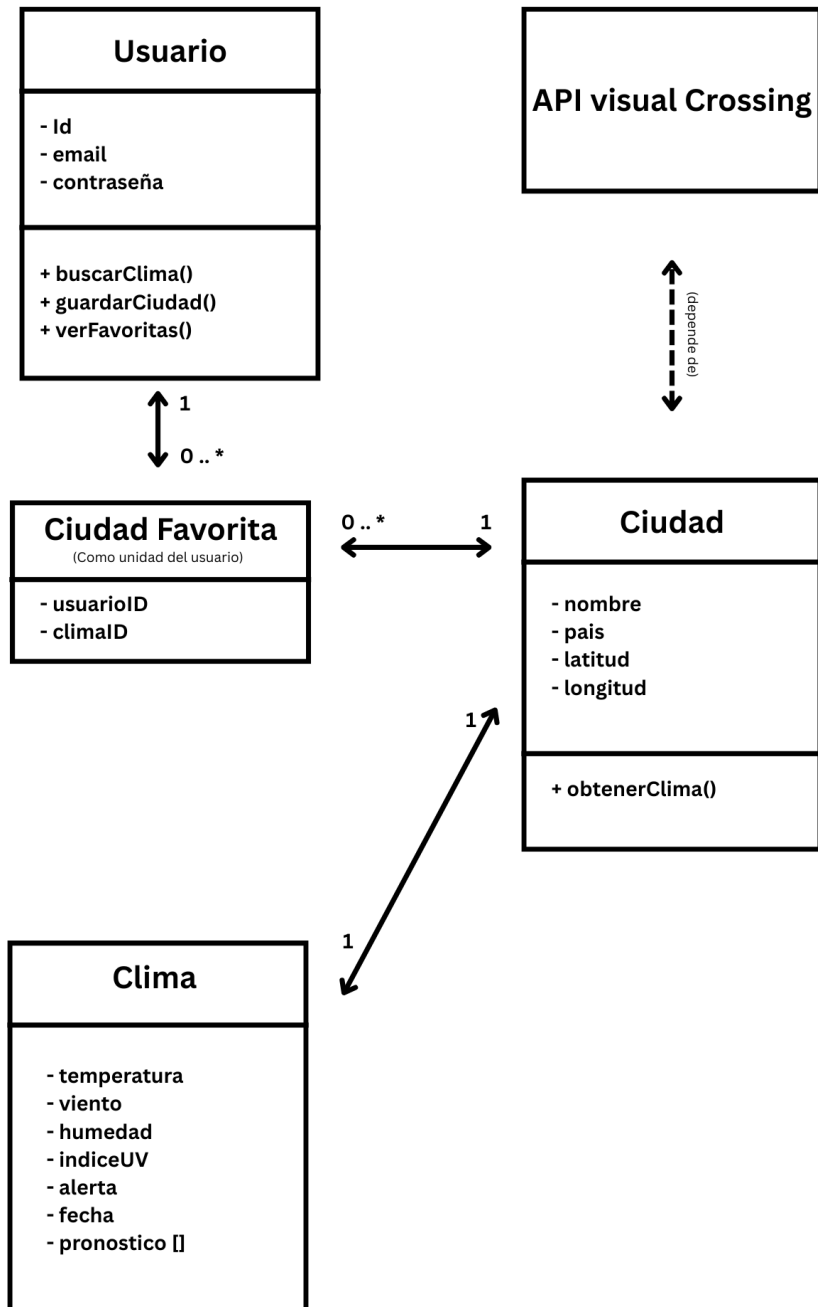 Usuario
- Id
- email
- contraseña
+ buscarClima()
+ guardarCiudad()
+ verFavoritas()
API visual Crossing
(depende de)
1
0 .. *
Ciudad Favorita
(Como unidad del usuario)
- usuarioID
- climaID
0 .. *
1
Ciudad
- nombre
- pais
- latitud
- longitud
+ obtenerClima()
1
1
Clima
- temperatura
- viento
- humedad
- indiceUV
- alerta
- fecha
- pronostico []